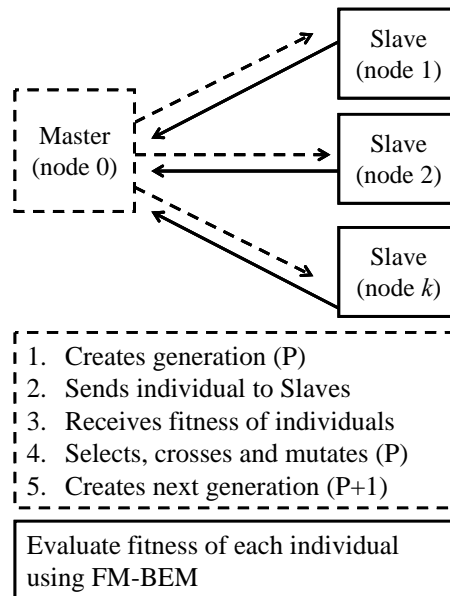 Slave
(node 1)
Master
(node 0)
Slave
(node 2)
Slave
(node k)
1. Creates generation (P)
2. Sends individual to Slaves
3. Receives fitness of individuals
4. Selects, crosses and mutates (P)
5. Creates next generation (P+1)
Evaluate fitness of each individual
using FM-BEM